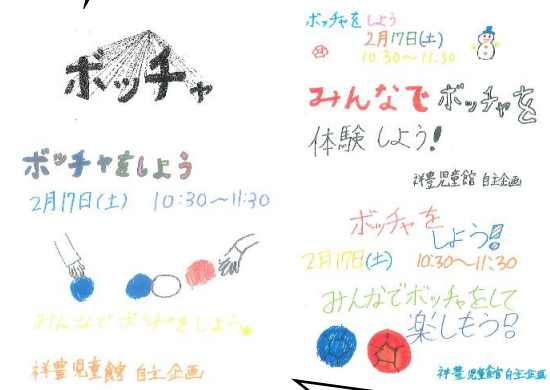 ボッチャ
ボッチャをしよう
2月17日(土) 10:30～11:30
みんなでボッチャをしよう。
祥豊児童館 自主企画
ボッチャをしよう
2月17日(土)
10:30～11:30
みんなでボッチャを
体験しよう!
祥豊児童館 自主企画
ボッチャを
しよう!
2月17日(土) 10:30～11:30
みんなでボッチャをして
楽しもう!
祥豊児童館 自主企画